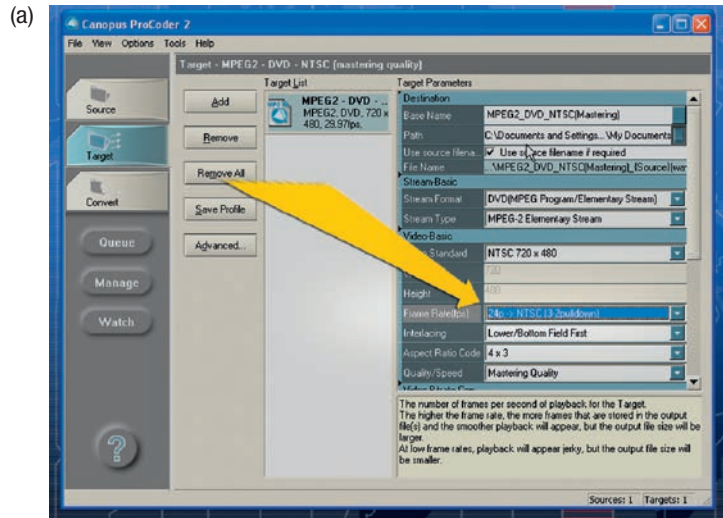 (a)
Canopus ProCoder 2
File View Options Tools Help
Target - MPEG2 - DVD - NTSC (mastering quality)
Source
Target
Convert
Queue
Manage
Watch
Add
Remove
Remove All
Save Profile
Advanced...
Target List
MPEG2 - DVD - ...
MPEG2, DVD, 720 x
480, 29.97fps,
Target Parameters
Destination
Base Name MPEG2_DVD_NTSC(Mastering)
Path C:\Documents and Settings...\My Documents
Use source filena... Use source filename if required
File Name ...\MPEG2_DVD_NTSC(Mastering)_{Source}
Stream-Basic
Stream Format DVD(MPEG Program/Elementary Stream)
Stream Type MPEG-2 Elementary Stream
Video-Basic
Standard NTSC 720 x 480
720
Height 480
Frame Rate(fps) 24p -> NTSC (3-2pulldown)
Interlacing Lower/Bottom Field First
Aspect Ratio Code 4 x 3
Quality/Speed Mastering Quality
Video Bitrate Con
The number of frames per second of playback for the Target.
The higher the frame rate, the more frames that are stored in the output
file(s) and the smoother playback will appear, but the output file size will be
larger.
At low frame rates, playback will appear jerky, but the output file size will
be smaller.
Sources: 1 Targets: 1